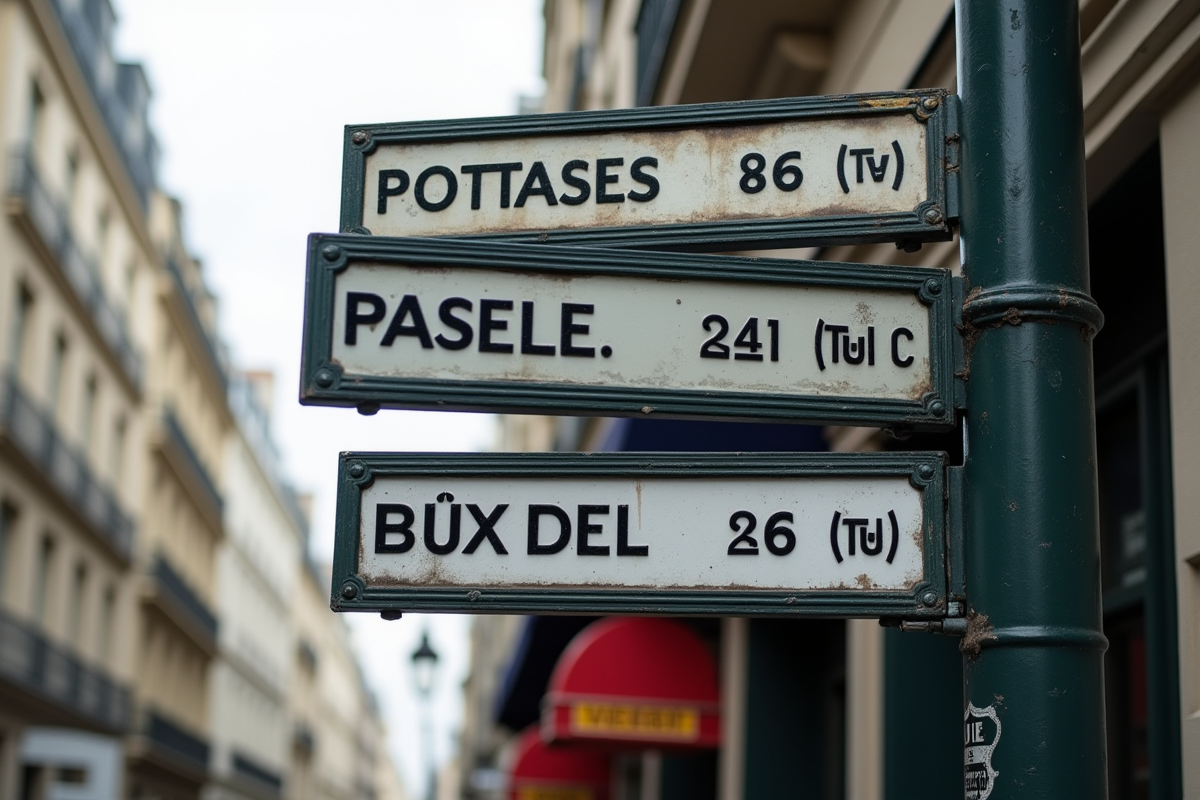 POTTASES 86 (TV)
PASELE. 241 (TUI C
BÛX DEL 26 (TU)